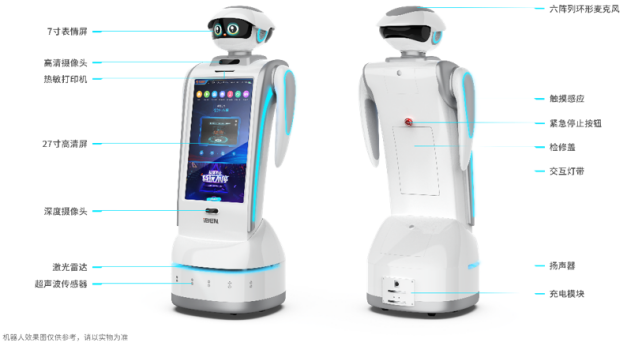 7寸表情屏
高清摄像头
热敏打印机
27寸高清屏
深度摄像头
激光雷达
超声波传感器
六阵列环形麦克风
触摸感应
紧急停止按钮
检修盖
交互灯带
扬声器
充电模块
机器人效果图仅供参考，请以实物为准